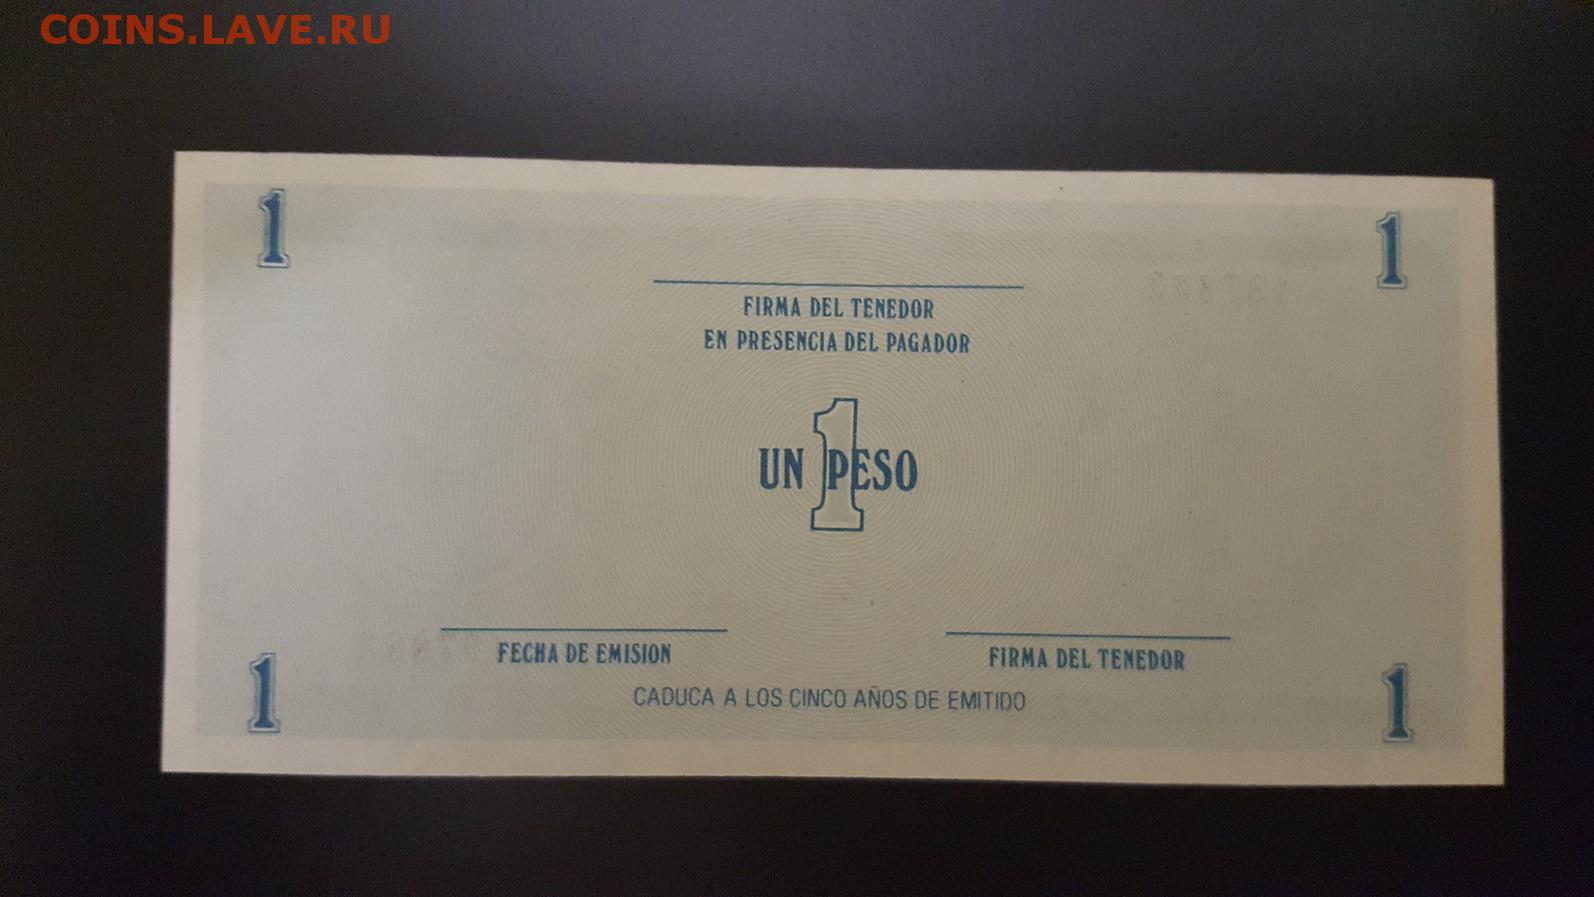 COINS.LAVE.RU
1
1
FIRMA DEL TENEDOR
EN PRESENCIA DEL PAGADOR
1
UN PESO
FECHA DE EMISION
FIRMA DEL TENEDOR
1
CADUCA A LOS CINCO AÑOS DE EMITIDO
1